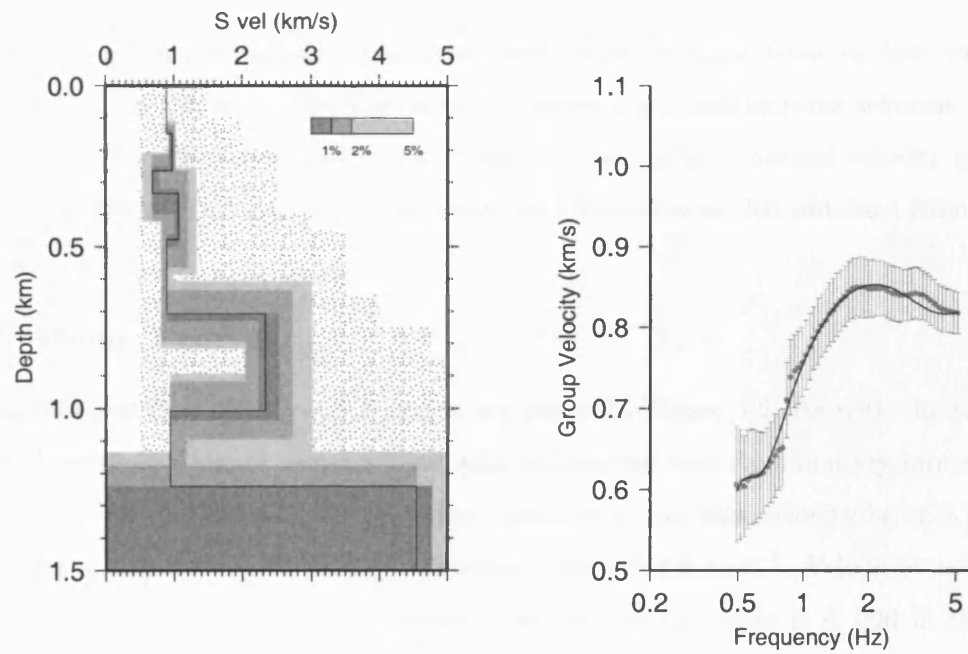 S vel (km/s)
0 1 2 3 4 5
0.0
0.5
1.0
1.5
Depth (km)
1% 2% 5%
1.1
1.0
0.9
0.8
0.7
0.6
0.5
Group Velocity (km/s)
0.2 0.5 1 2 5
Frequency (Hz)